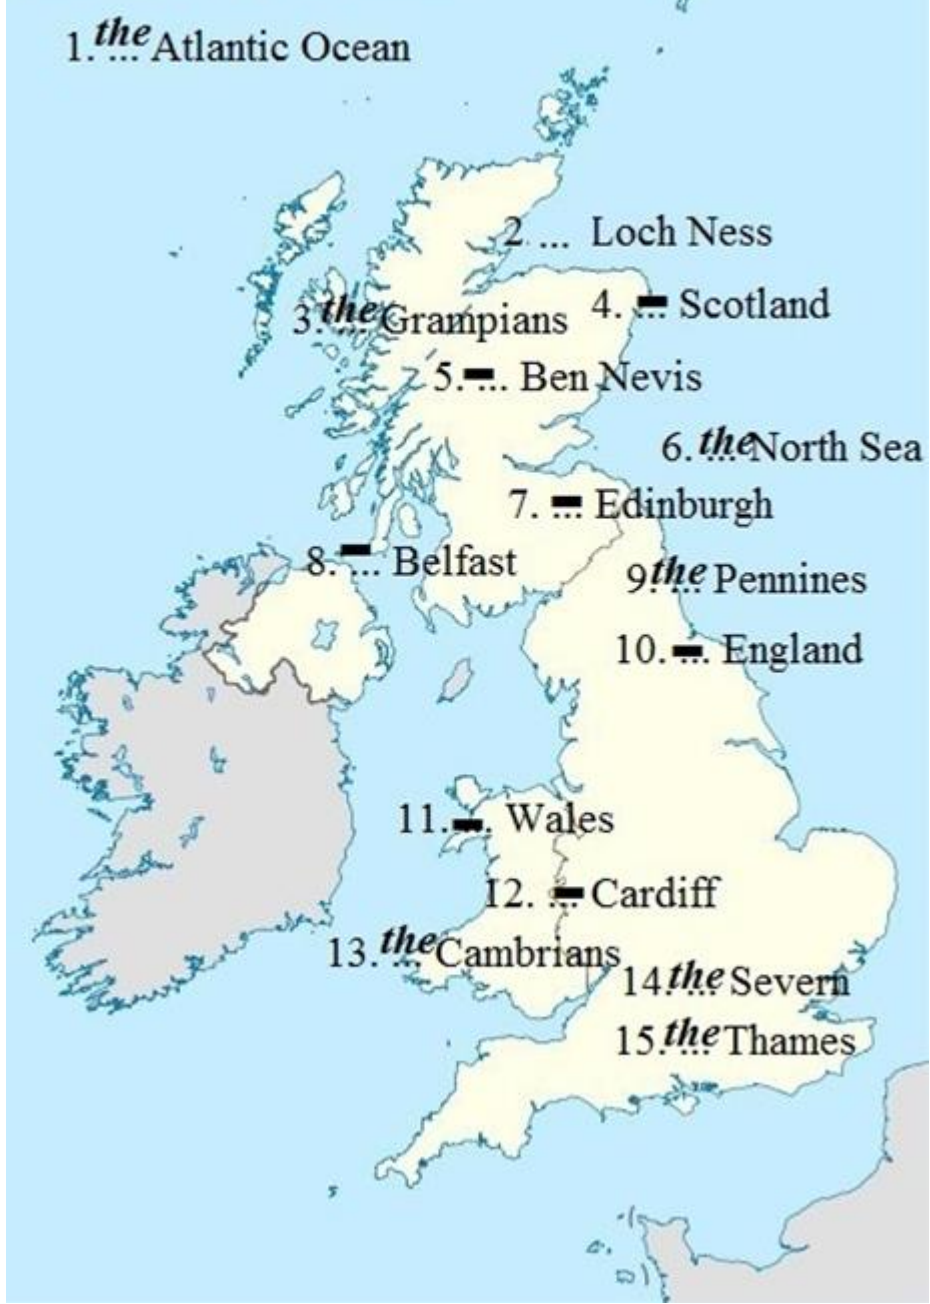 1. the ... Atlantic Ocean
2 ... Loch Ness
3. the ... Grampians
4. – ... Scotland
5. – ... Ben Nevis
6. the ... North Sea
7. – ... Edinburgh
8. – ... Belfast
9. the ... Pennines
10. – ... England
11. – ... Wales
12. – ... Cardiff
13. the ... Cambrians
14. the ... Severn
15. the ... Thames